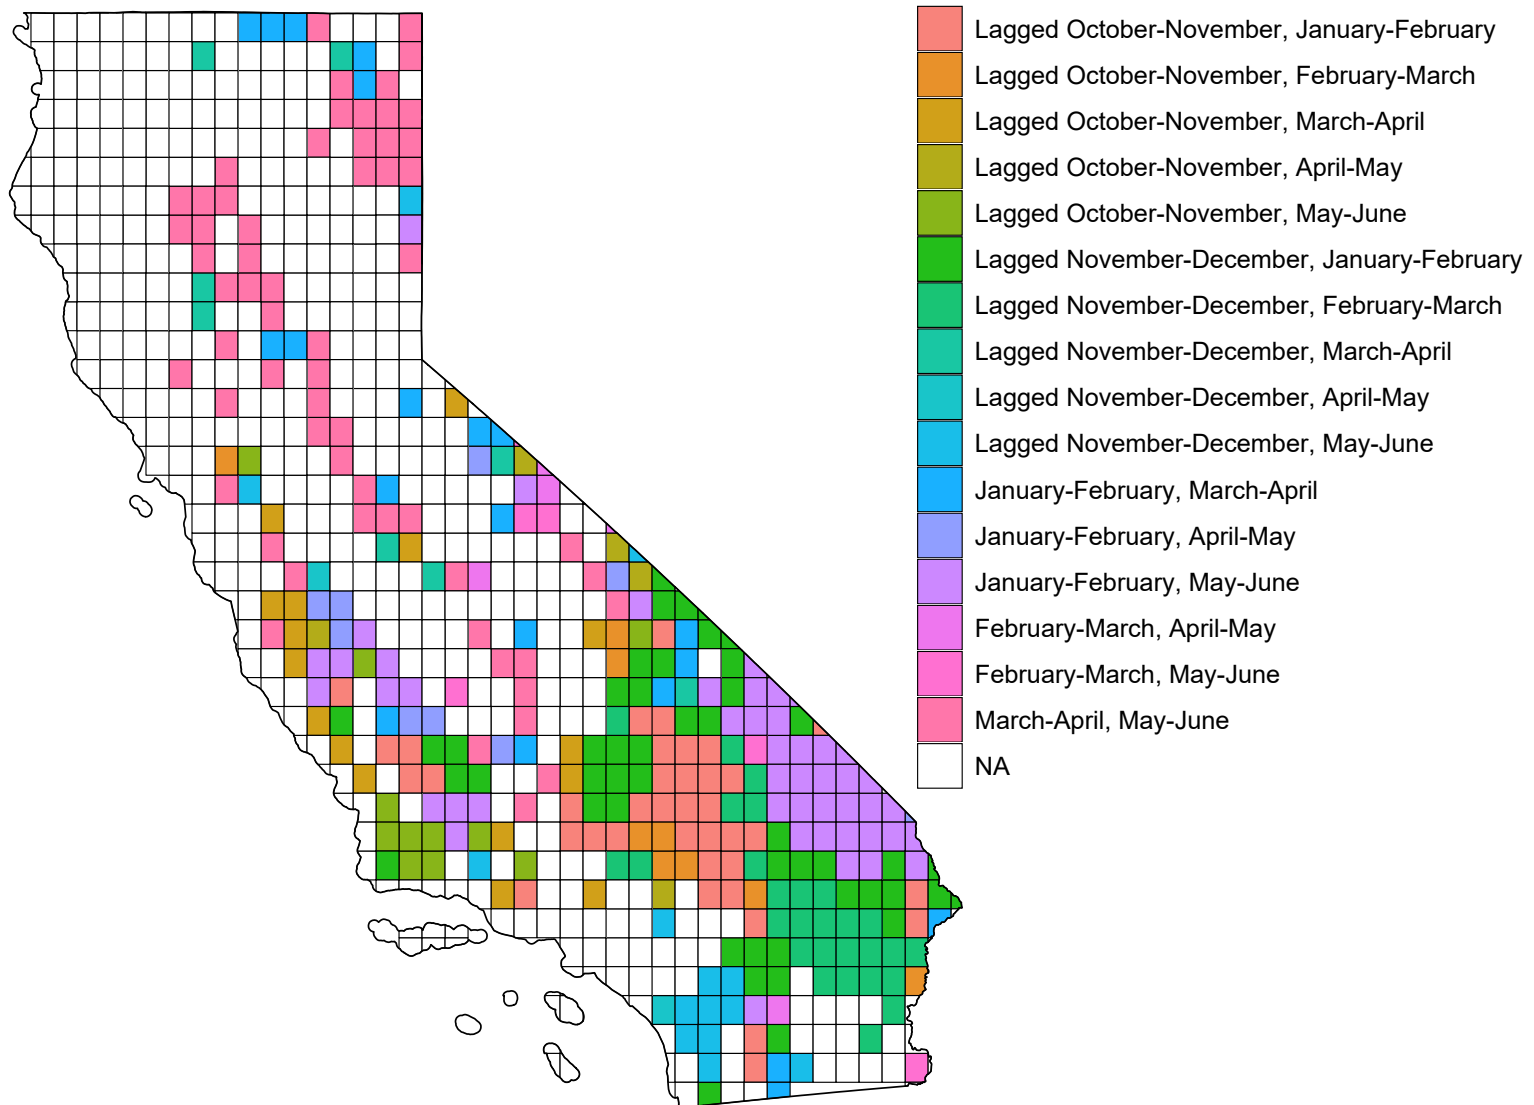 Lagged October-November, January-February
Lagged October-November, February-March
Lagged October-November, March-April
Lagged October-November, April-May
Lagged October-November, May-June
Lagged November-December, January-February
Lagged November-December, February-March
Lagged November-December, March-April
Lagged November-December, April-May
Lagged November-December, May-June
January-February, March-April
January-February, April-May
January-February, May-June
February-March, April-May
February-March, May-June
March-April, May-June
NA